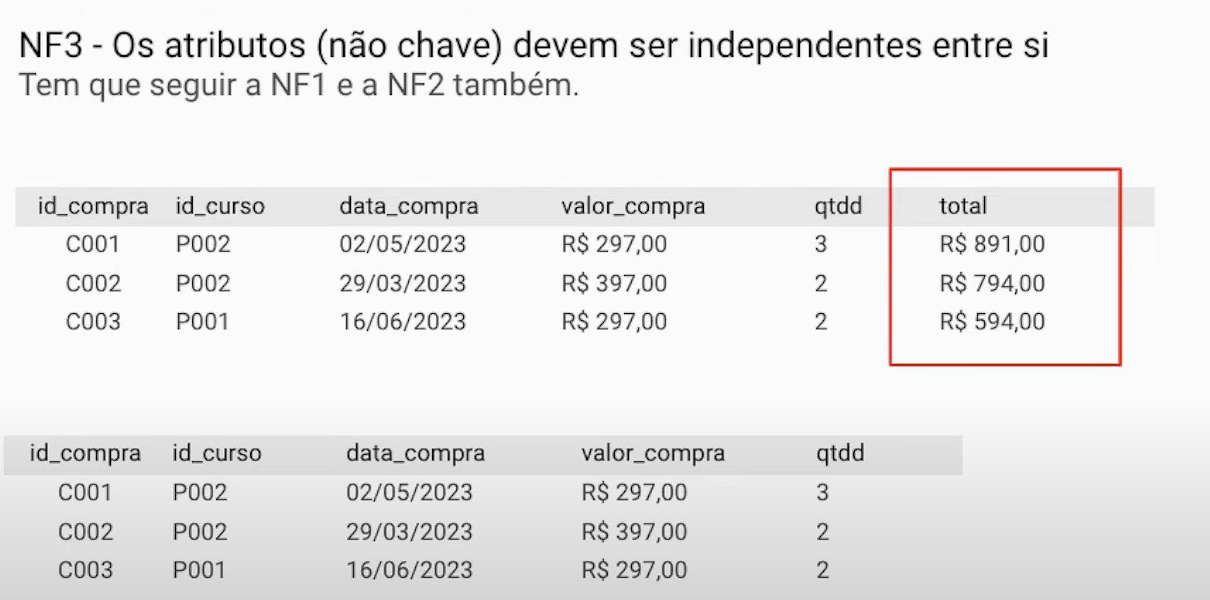 NF3 - Os atributos (não chave) devem ser independentes entre si
Tem que seguir a NF1 e a NF2 também.
id_compra id_curso data_compra valor_compra qtdd total
C001 P002 02/05/2023 R$ 297,00 3 R$ 891,00
C002 P002 29/03/2023 R$ 397,00 2 R$ 794,00
C003 P001 16/06/2023 R$ 297,00 2 R$ 594,00
id_compra id_curso data_compra valor_compra qtdd
C001 P002 02/05/2023 R$ 297,00 3
C002 P002 29/03/2023 R$ 397,00 2
C003 P001 16/06/2023 R$ 297,00 2